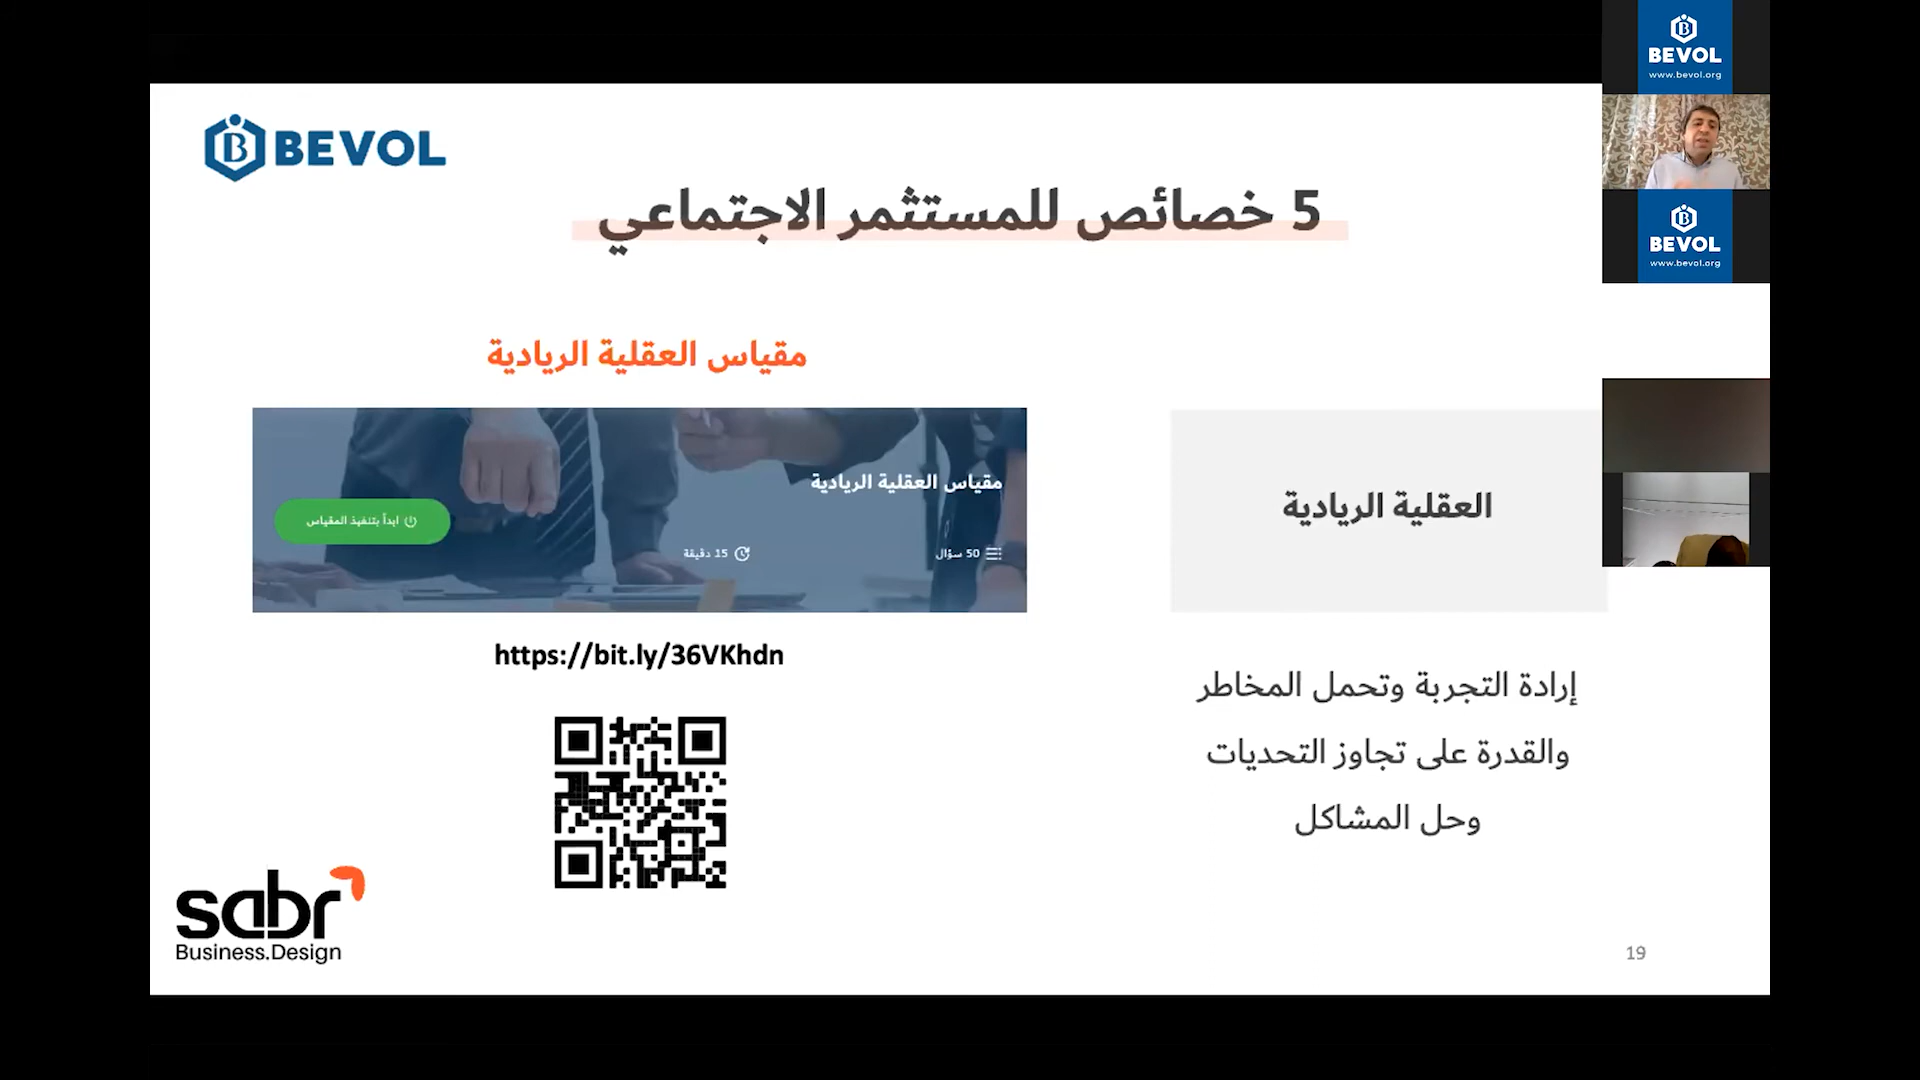 BEVOL
5 خصائص للمستثمر الاجتماعي
العقلية الريادية
إرادة التجربة وتحمل المخاطر
والقدرة على تجاوز التحديات
وحل المشاكل
مقياس العقلية الريادية
مقياس العقلية الريادية
50 سؤال
15 دقيقة
ابدأ بتنفيذ المقياس
https://bit.ly/36VKhdn
sabr
Business.Design
19
BEVOL
www.bevol.org
BEVOL
www.bevol.org